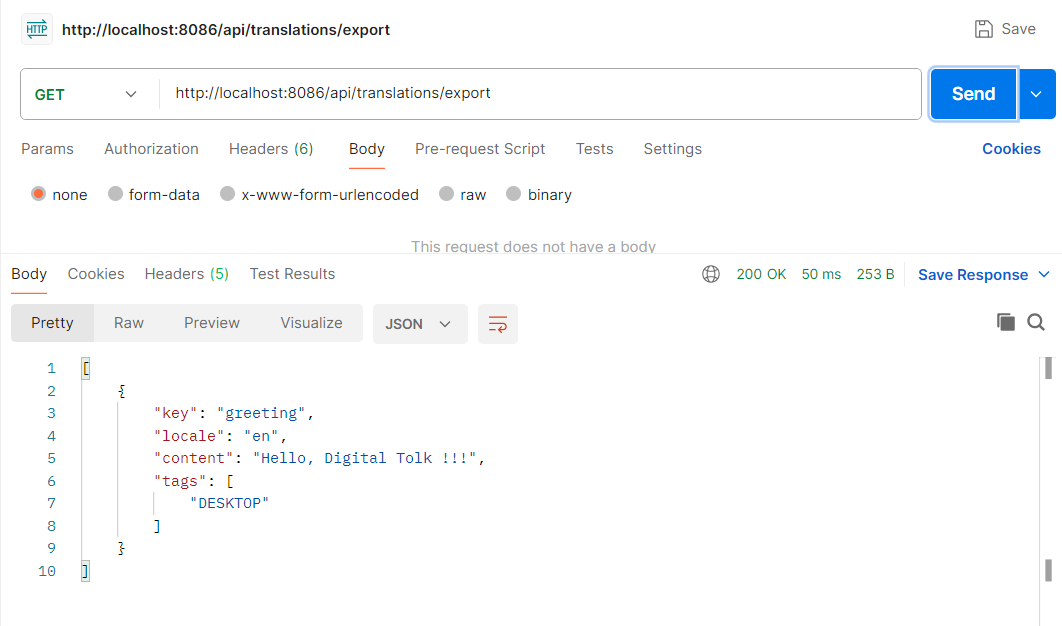 HTTP http://localhost:8086/api/translations/export Save
GET http://localhost:8086/api/translations/export Send
Params Authorization Headers (6) Body Pre-request Script Tests Settings Cookies
none form-data x-www-form-urlencoded raw binary
This request does not have a body
Body Cookies Headers (5) Test Results 200 OK 50 ms 253 B Save Response
Pretty Raw Preview Visualize JSON
1 [
2 {
3 "key": "greeting",
4 "locale": "en",
5 "content": "Hello, Digital Tolk !!!",
6 "tags": [
7 "DESKTOP"
8 ]
9 }
10 ]